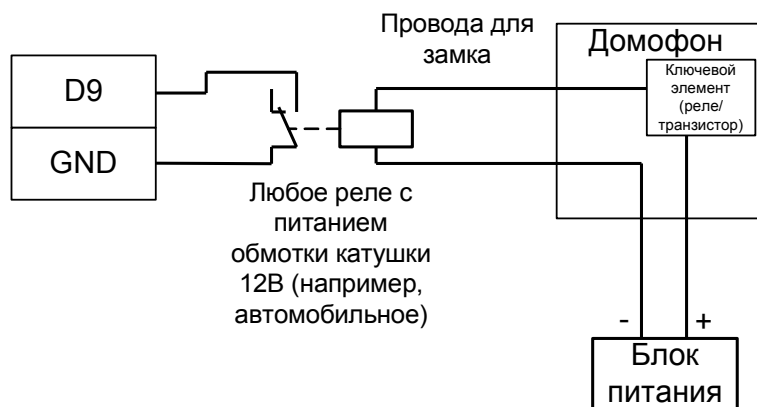 Провода для
замка
Домофон
Ключевой
элемент
(реле/
транзистор)
D9
GND
Любое реле с
питанием
обмотки катушки
12В (например,
автомобильное)
- +
Блок
питания